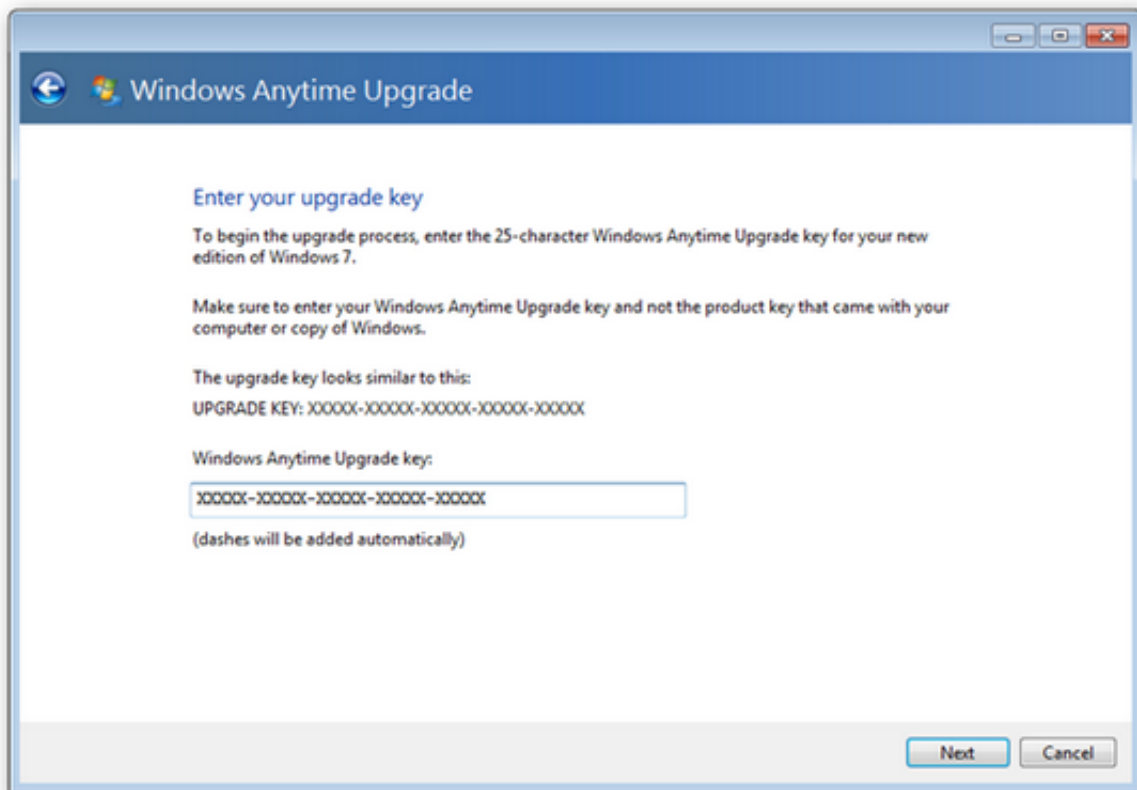 Windows Anytime Upgrade
Enter your upgrade key
To begin the upgrade process, enter the 25-character Windows Anytime Upgrade key for your new
edition of Windows 7.
Make sure to enter your Windows Anytime Upgrade key and not the product key that came with your
computer or copy of Windows.
The upgrade key looks similar to this:
UPGRADE KEY: XXXXX-XXXXX-XXXXX-XXXXX-XXXXX
Windows Anytime Upgrade key:
XXXXX-XXXXX-XXXXX-XXXXX-XXXXX
(dashes will be added automatically)
Next Cancel